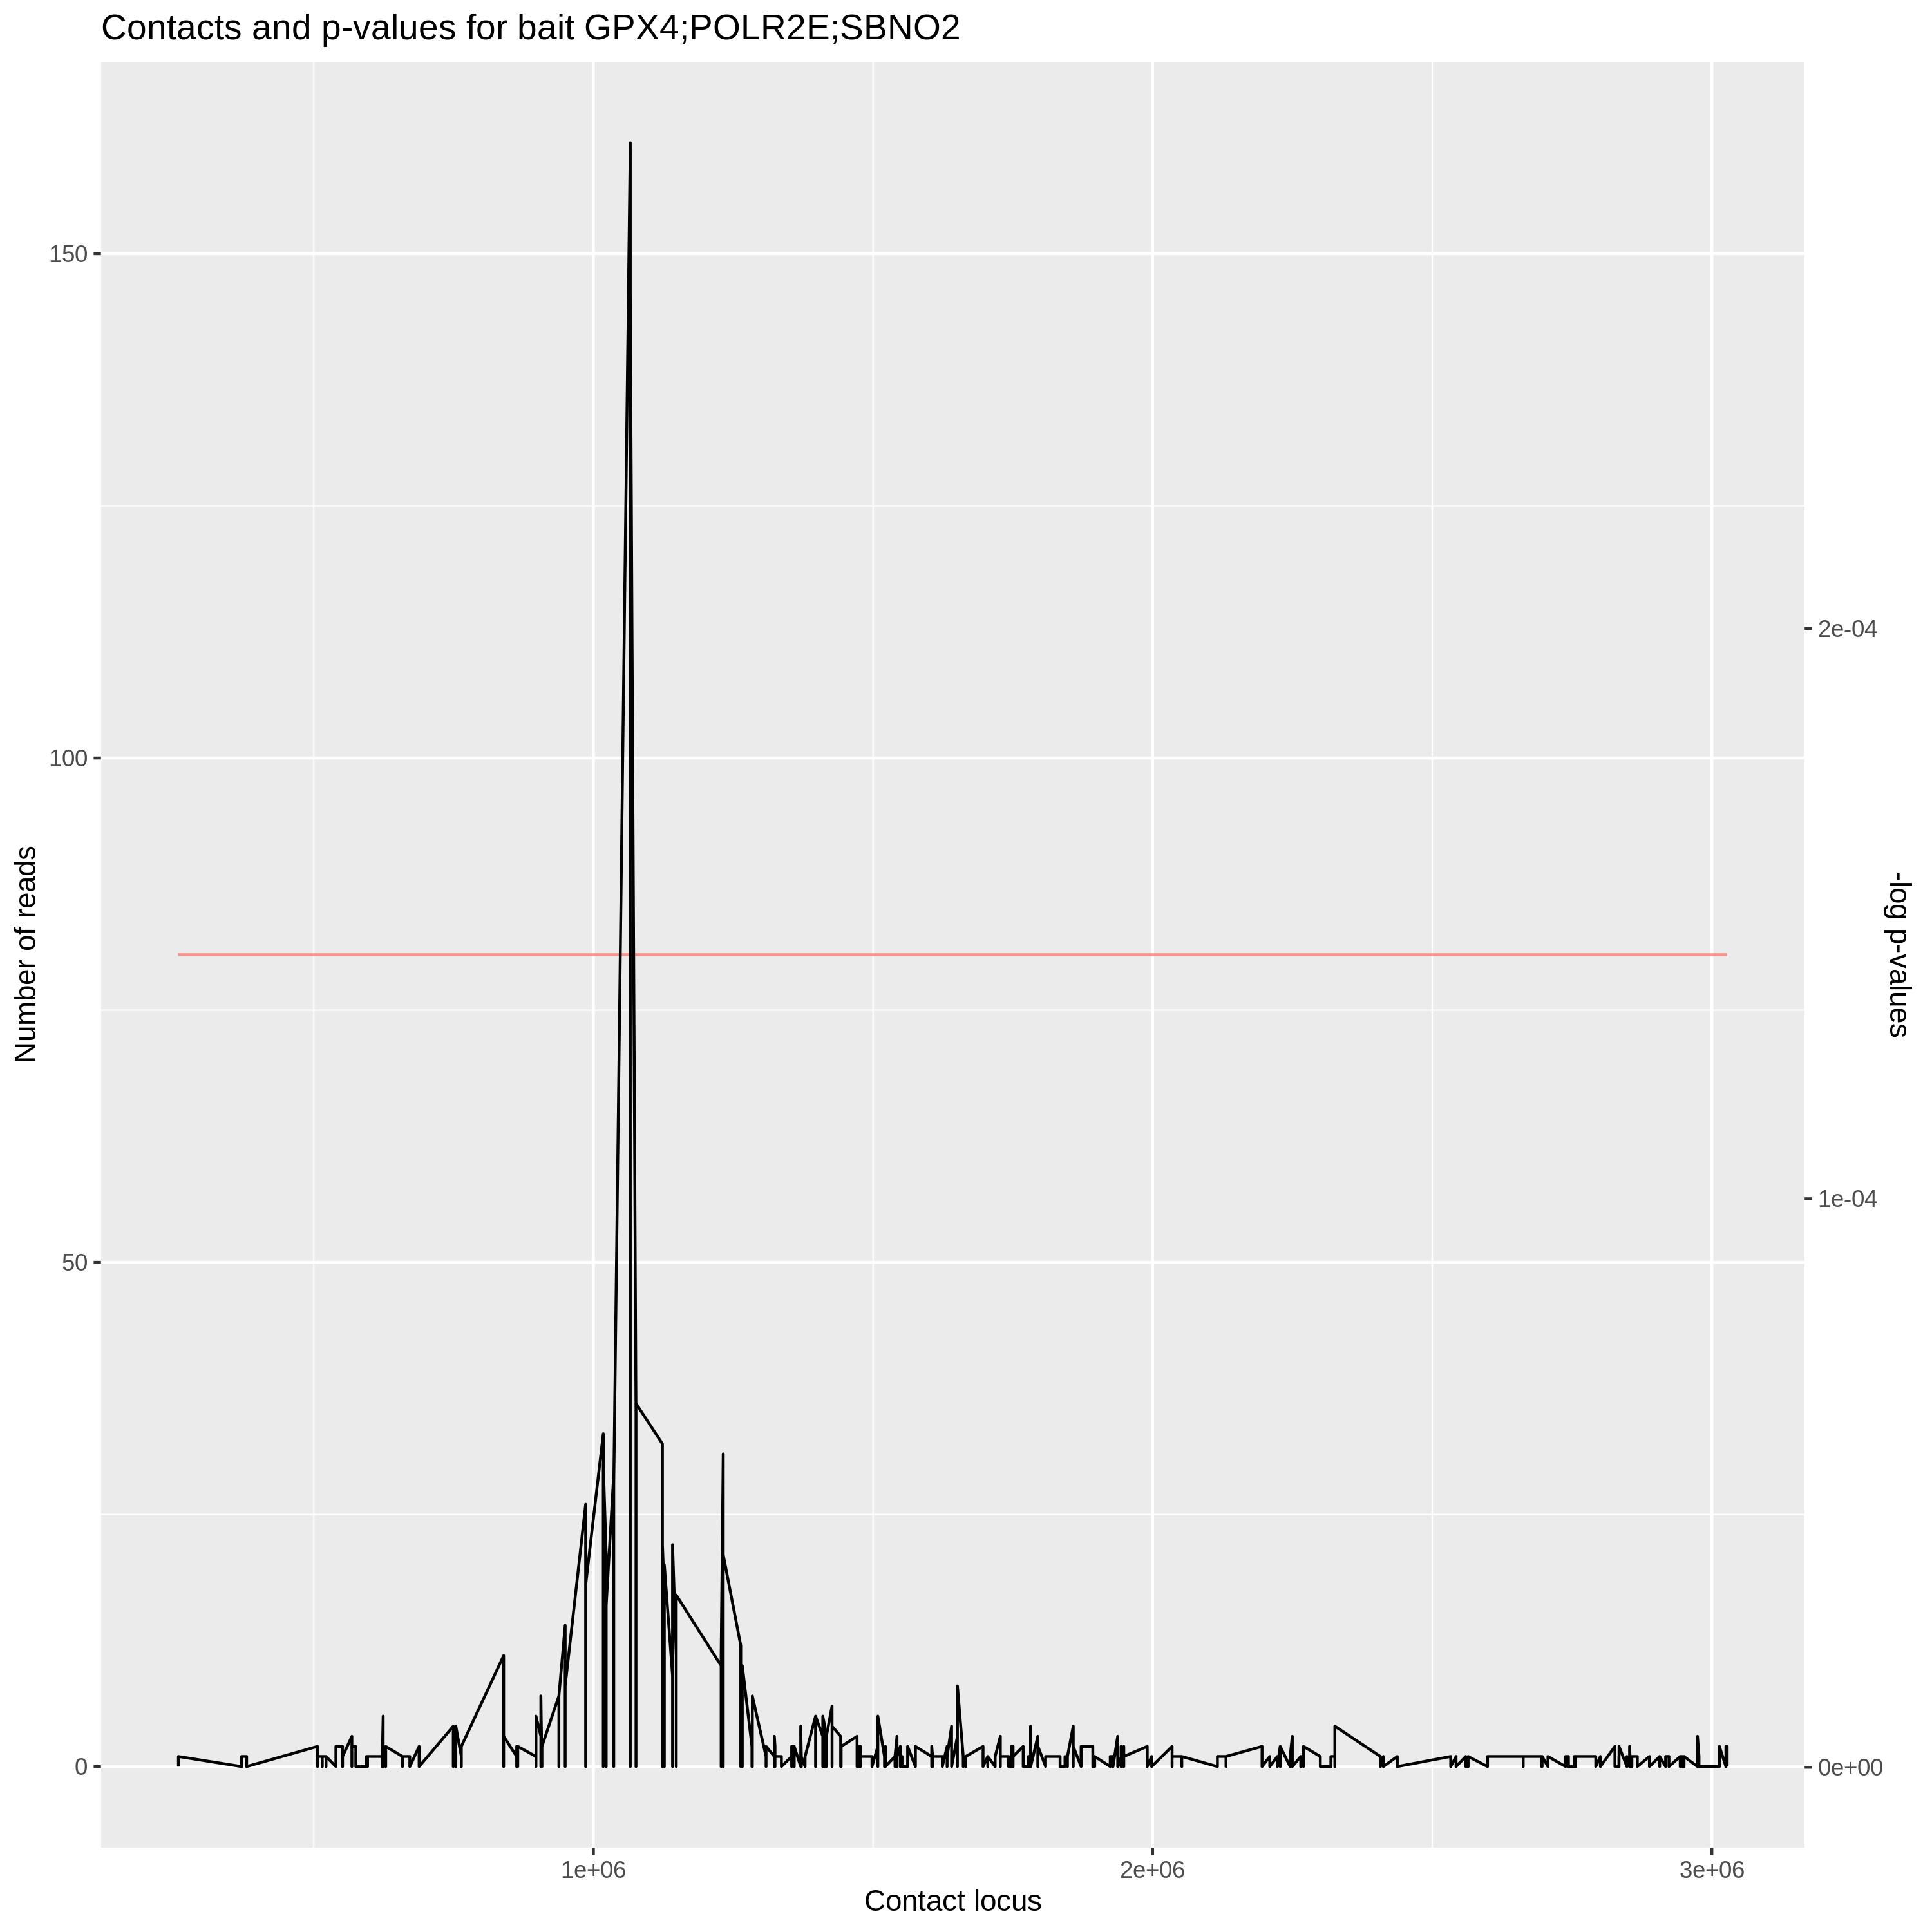 Contacts and p-values for bait GPX4;POLR2E;SBNO2
Number of reads
150
100
50
0
2e-04
1e-04
0e+00
-log p-values
1e+06 2e+06 3e+06
Contact locus